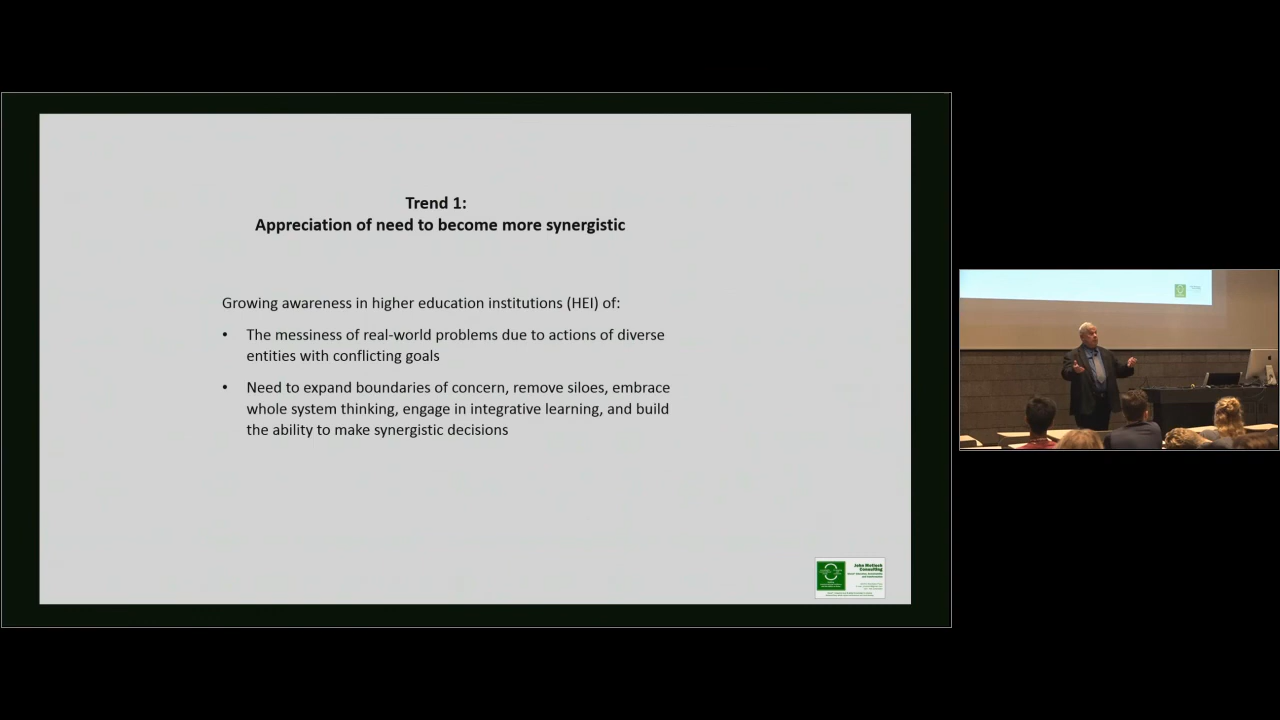 Trend 1:
Appreciation of need to become more synergistic
Growing awareness in higher education institutions (HEI) of:
• The messiness of real-world problems due to actions of diverse
entities with conflicting goals
• Need to expand boundaries of concern, remove siloes, embrace
whole system thinking, engage in integrative learning, and build
the ability to make synergistic decisions
Consulting